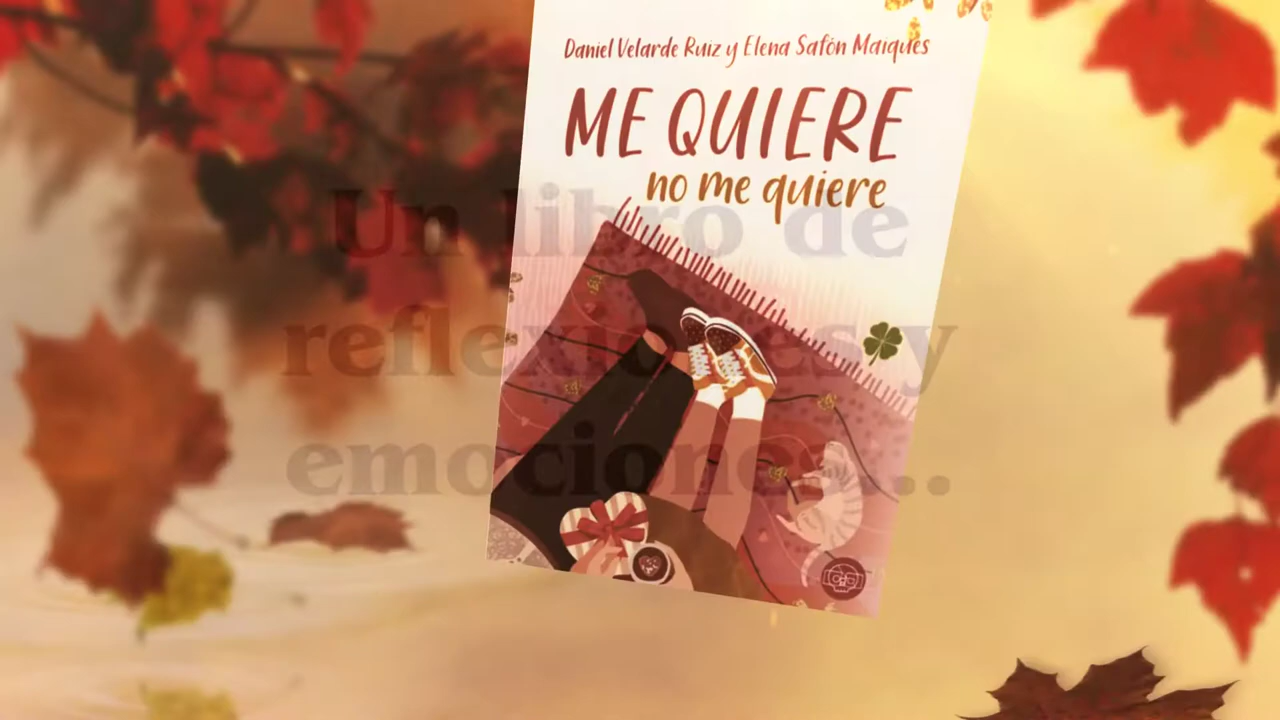 Daniel Velarde Ruiz y Elena Safón Maiques
ME QUIERE
no me quiere
Un libro de
reflexiones y
emociones...